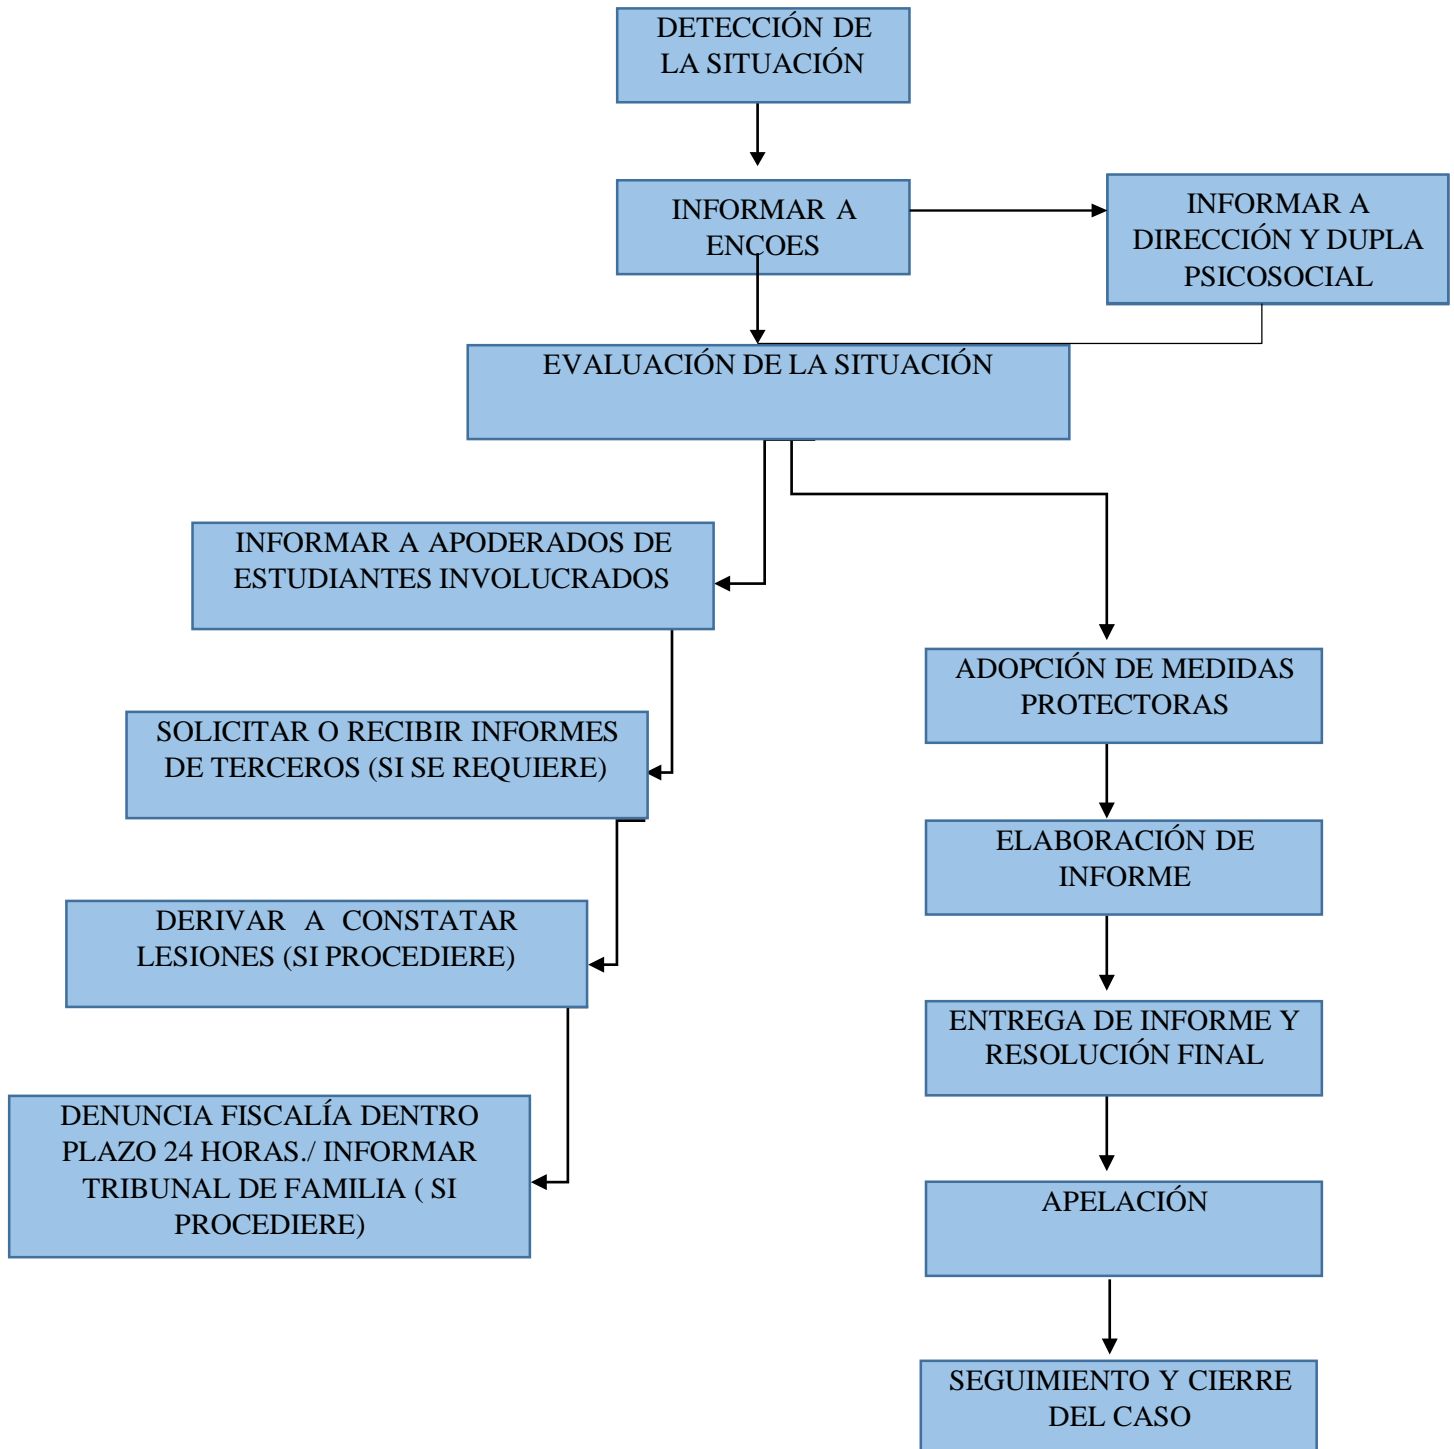 DETECCIÓN DE
LA SITUACIÓN
INFORMAR A
ENCOES
INFORMAR A
DIRECCIÓN Y DUPLA
PSICOSOCIAL
EVALUACIÓN DE LA SITUACIÓN
INFORMAR A APODERADOS DE
ESTUDIANTES INVOLUCRADOS
SOLICITAR O RECIBIR INFORMES
DE TERCEROS (SI SE REQUIERE)
DERIVAR A CONSTATAR
LESIONES (SI PROCEDIERE)
DENUNCIA FISCALÍA DENTRO
PLAZO 24 HORAS./ INFORMAR
TRIBUNAL DE FAMILIA ( SI
PROCEDIERE)
ADOPCIÓN DE MEDIDAS
PROTECTORAS
ELABORACIÓN DE
INFORME
ENTREGA DE INFORME Y
RESOLUCIÓN FINAL
APELACIÓN
SEGUIMIENTO Y CIERRE
DEL CASO